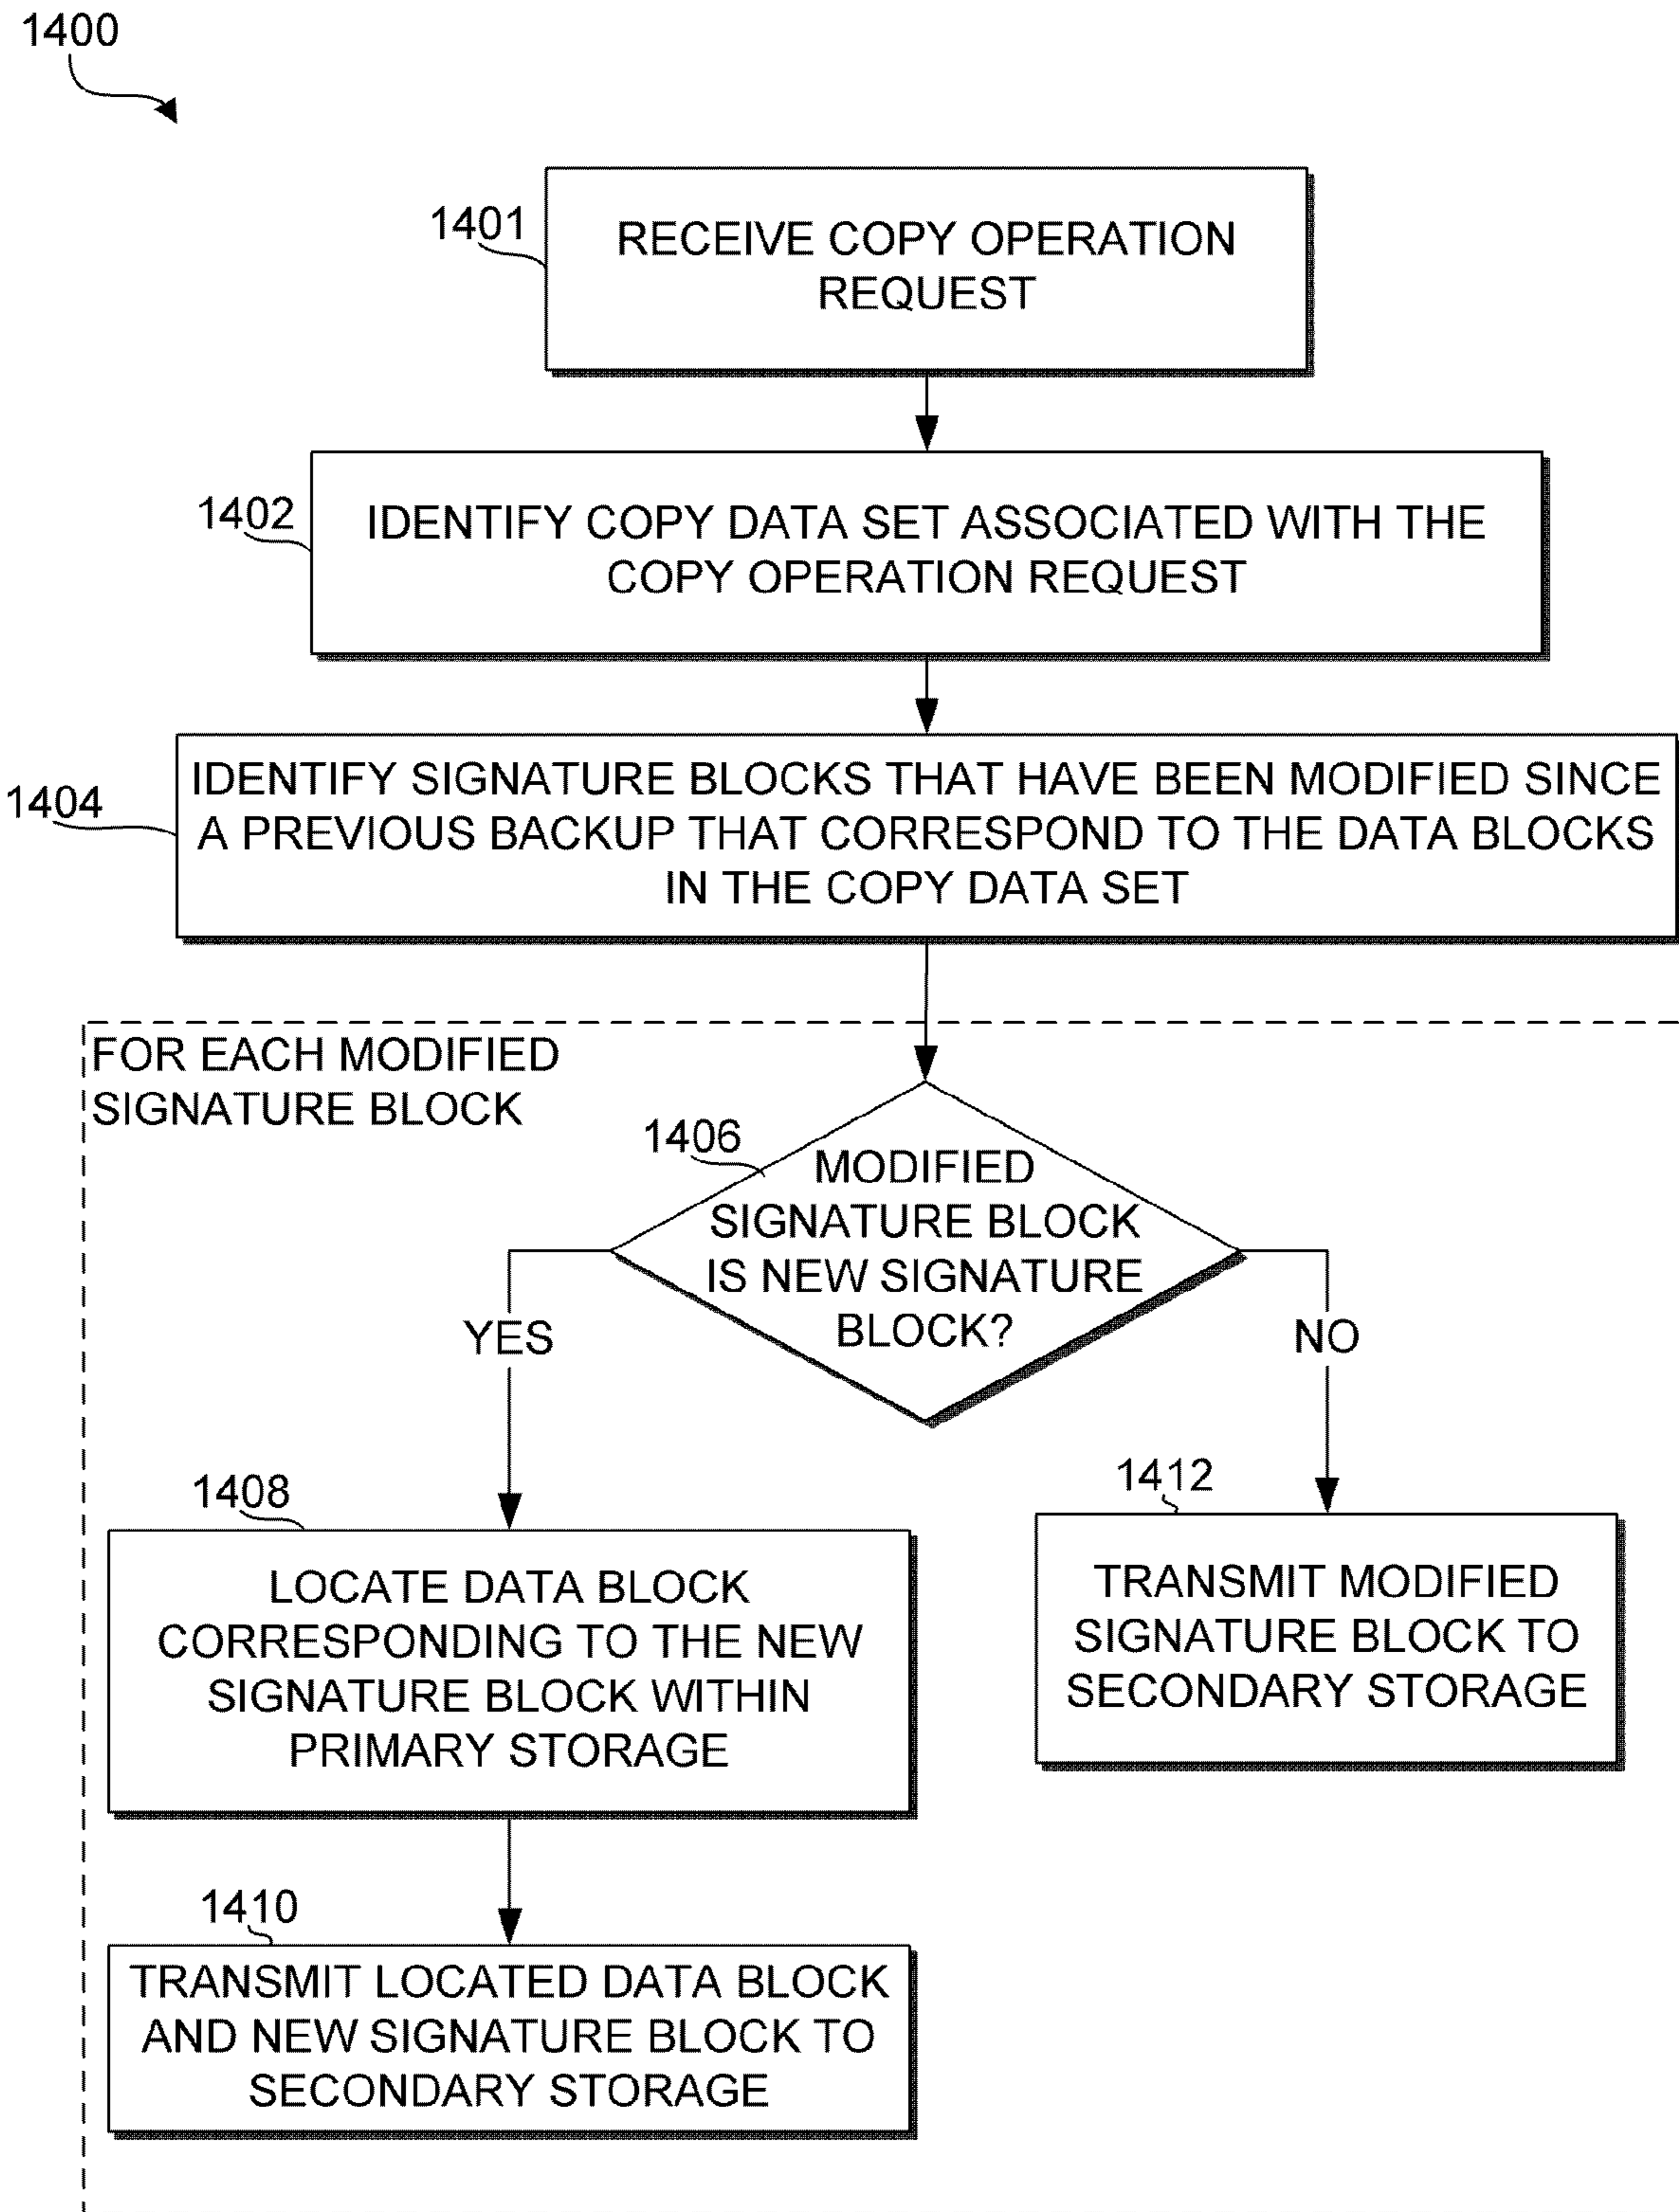 1400
1401
RECEIVE COPY OPERATION
REQUEST
1402
IDENTIFY COPY DATA SET ASSOCIATED WITH THE
COPY OPERATION REQUEST
1404
IDENTIFY SIGNATURE BLOCKS THAT HAVE BEEN MODIFIED SINCE
A PREVIOUS BACKUP THAT CORRESPOND TO THE DATA BLOCKS
IN THE COPY DATA SET
FOR EACH MODIFIED
SIGNATURE BLOCK
1406
MODIFIED
SIGNATURE BLOCK
IS NEW SIGNATURE
BLOCK?
YES
NO
1408
LOCATE DATA BLOCK
CORRESPONDING TO THE NEW
SIGNATURE BLOCK WITHIN
PRIMARY STORAGE
1412
TRANSMIT MODIFIED
SIGNATURE BLOCK TO
SECONDARY STORAGE
1410
TRANSMIT LOCATED DATA BLOCK
AND NEW SIGNATURE BLOCK TO
SECONDARY STORAGE